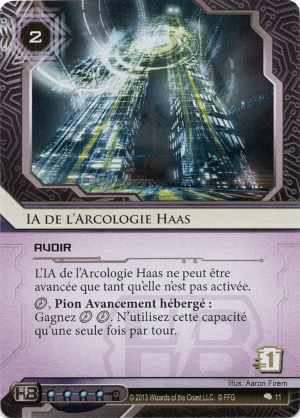 2
IA DE L'ARCOLOGIE HAAS
AVOIR
L'IA de l'Arcologie Haas ne peut être
avancée que tant qu'elle n'est pas activée.
, Pion Avancement hébergé :
Gagnez . N'utilisez cette capacité
qu'une seule fois par tour.
1
Illus. Aaron Firem
HB
© 2013 Wizards of the Coast LLC. © FFG 11